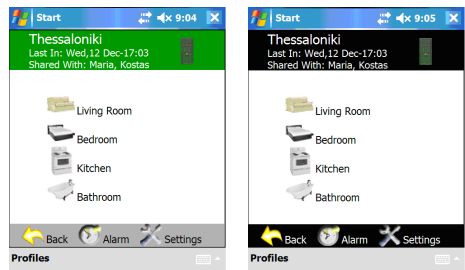 Start 9:04
Thessaloniki
Last In: Wed,12 Dec-17:03
Shared With: Maria, Kostas
Living Room
Bedroom
Kitchen
Bathroom
Back Alarm Settings
Profiles
Start 9:05
Thessaloniki
Last In: Wed,12 Dec-17:03
Shared With: Maria, Kostas
Living Room
Bedroom
Kitchen
Bathroom
Back Alarm Settings
Profiles